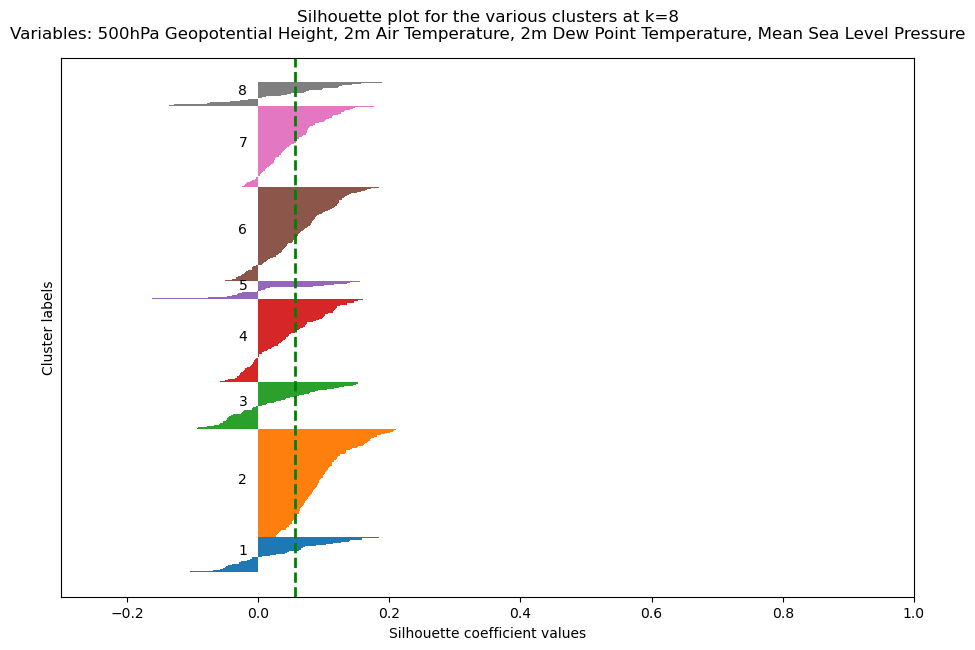 Silhouette plot for the various clusters at k=8
Variables: 500hPa Geopotential Height, 2m Air Temperature, 2m Dew Point Temperature, Mean Sea Level Pressure
8
7
6
5
4
3
2
1
Cluster labels
−0.2 0.0 0.2 0.4 0.6 0.8 1.0
Silhouette coefficient values